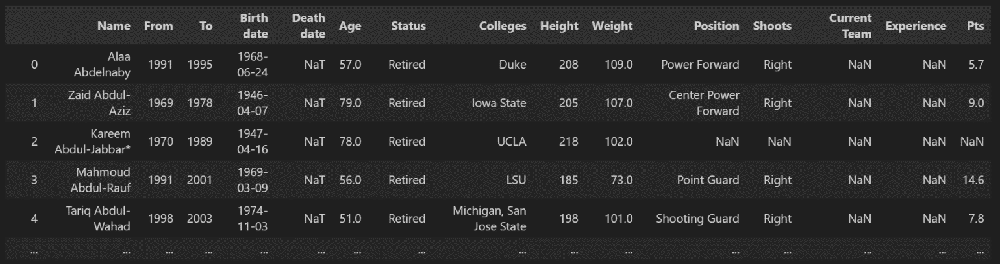 Name From To Birth date Death date Age Status Colleges Height Weight Position Shoots Current Team Experience Pts
0 Alaa Abdelnaby 1991 1995 1968-06-24 NaT 57.0 Retired Duke 208 109.0 Power Forward Right NaN NaN 5.7
1 Zaid Abdul-Aziz 1969 1978 1946-04-07 NaT 79.0 Retired Iowa State 205 107.0 Center Power Forward Right NaN NaN 9.0
2 Kareem Abdul-Jabbar* 1970 1989 1947-04-16 NaT 78.0 Retired UCLA 218 102.0 NaN NaN NaN NaN NaN
3 Mahmoud Abdul-Rauf 1991 2001 1969-03-09 NaT 56.0 Retired LSU 185 73.0 Point Guard Right NaN NaN 14.6
4 Tariq Abdul-Wahad 1998 2003 1974-11-03 NaT 51.0 Retired Michigan, San Jose State 198 101.0 Shooting Guard Right NaN NaN 7.8
... ... ... ... ... ... ... ... ... ... ... ... ... ... ... ...